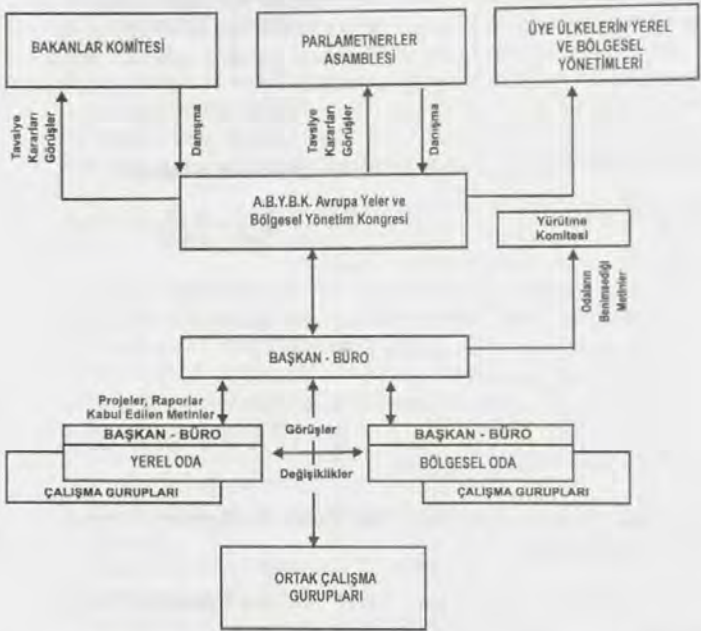 BAKANLAR KOMİTESİ
PARLAMETNERLER
ASAMBLESİ
ÜYE ÜLKELERİN YEREL
VE BÖLGESEL
YÖNETİMLERİ
Tavsiye
Kararları
Görüşler
Danışma
Tavsiye
Kararları
Görüşler
Danışma
A.B.Y.B.K. Avrupa Yeler ve
Bölgesel Yönetim Kongresi
Yürütme
Komitesi
Odaların
Benimsediği
Metinler
BAŞKAN - BÜRO
Projeler, Raporlar
Kabul Edilen Metinler
Görüşler
Değişiklikler
BAŞKAN - BÜRO
YEREL ODA
ÇALIŞMA GURUPLARI
BAŞKAN - BÜRO
BÖLGESEL ODA
ÇALIŞMA GURUPLARI
ORTAK ÇALIŞMA
GURUPLARI